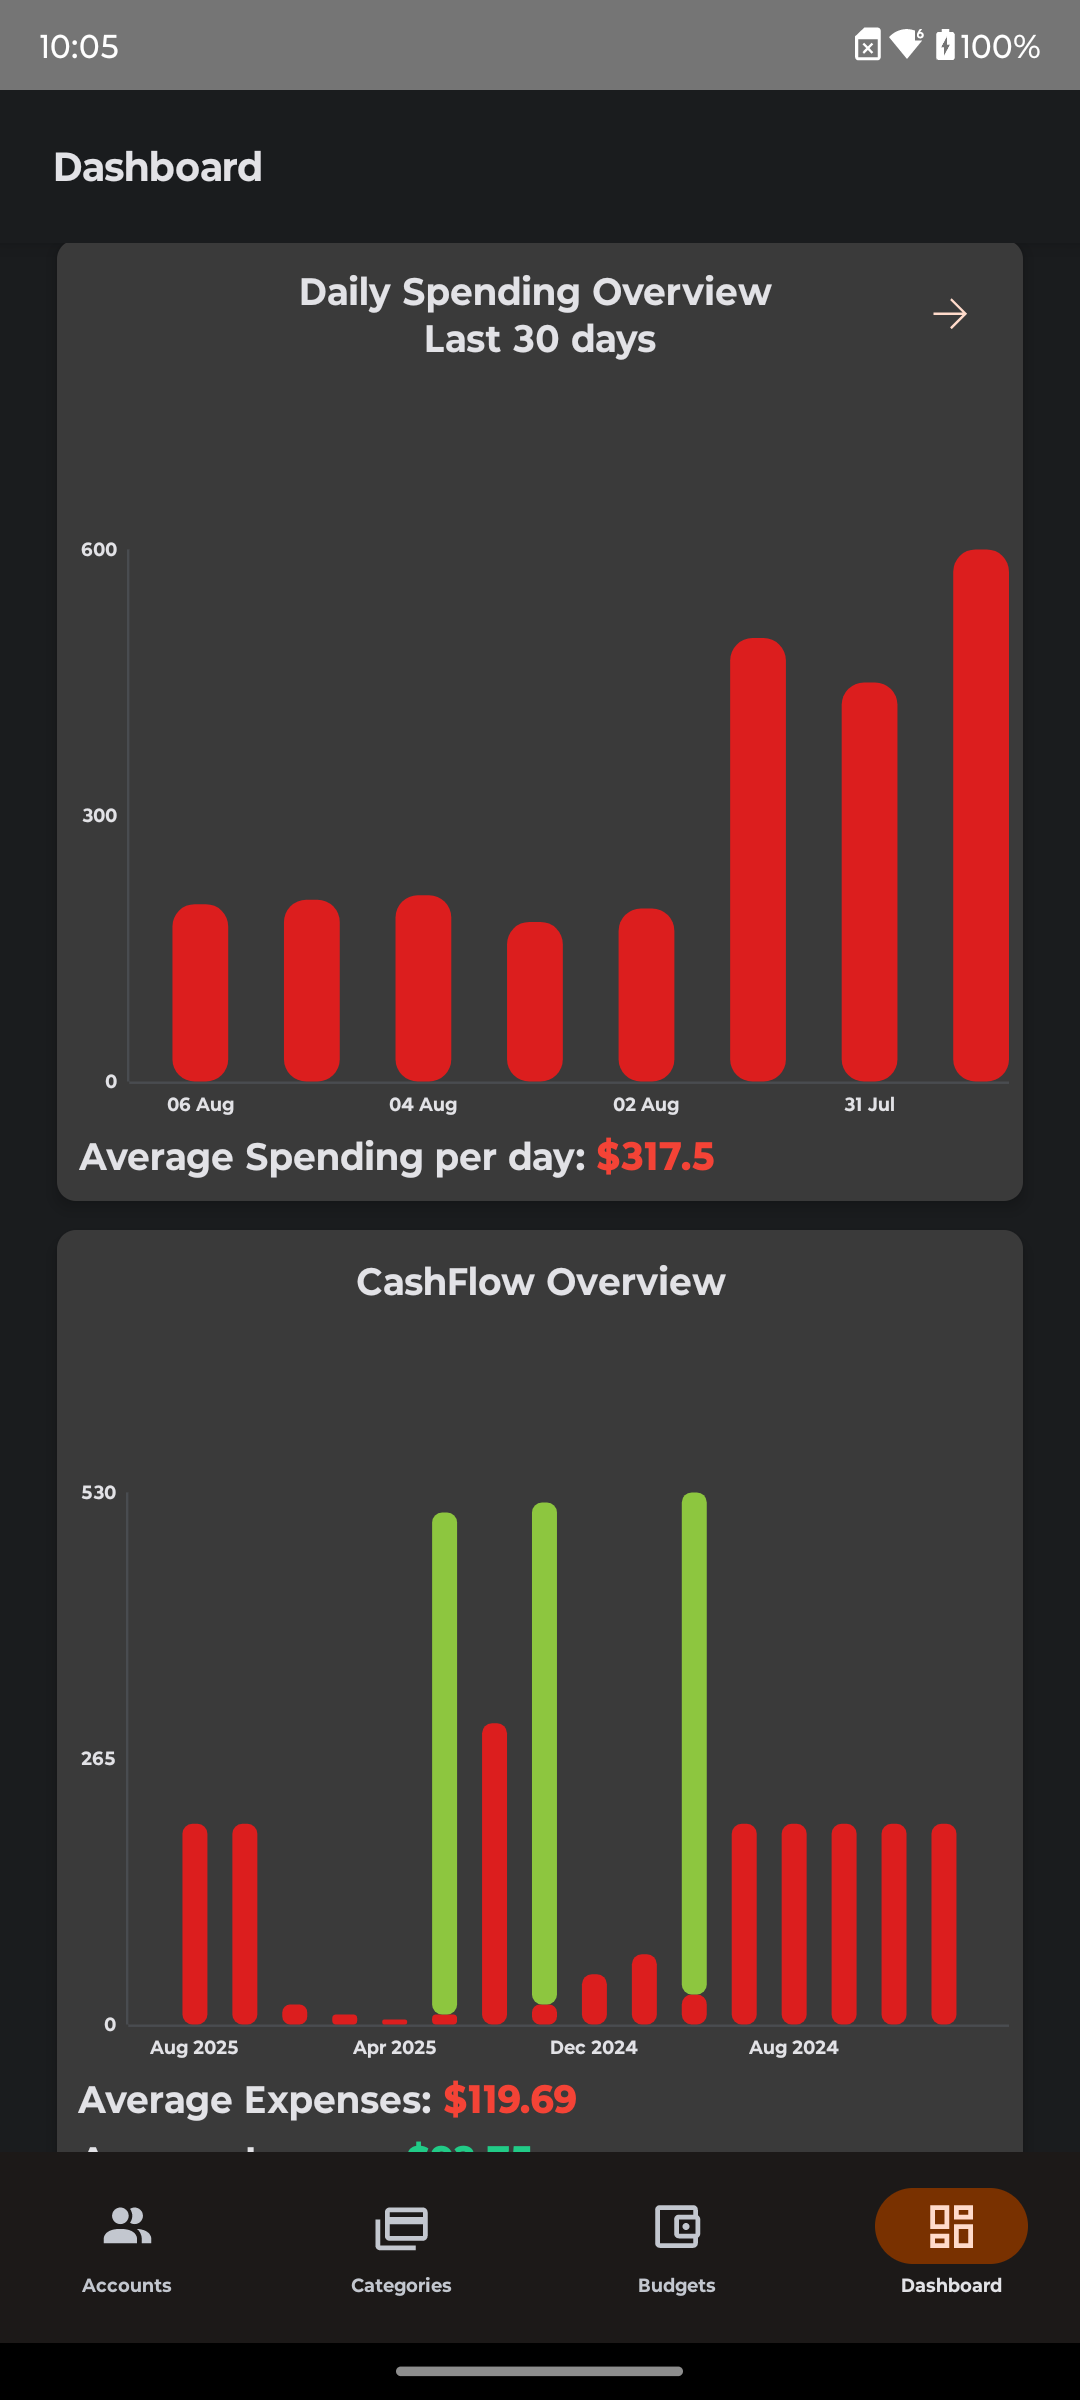 10:05
6
100%
Dashboard
Daily Spending Overview
Last 30 days
600
300
0
06 Aug
04 Aug
02 Aug
31 Jul
Average Spending per day: $317.5
CashFlow Overview
530
265
0
Aug 2025
Apr 2025
Dec 2024
Aug 2024
Average Expenses: $119.69
Accounts
Categories
Budgets
Dashboard